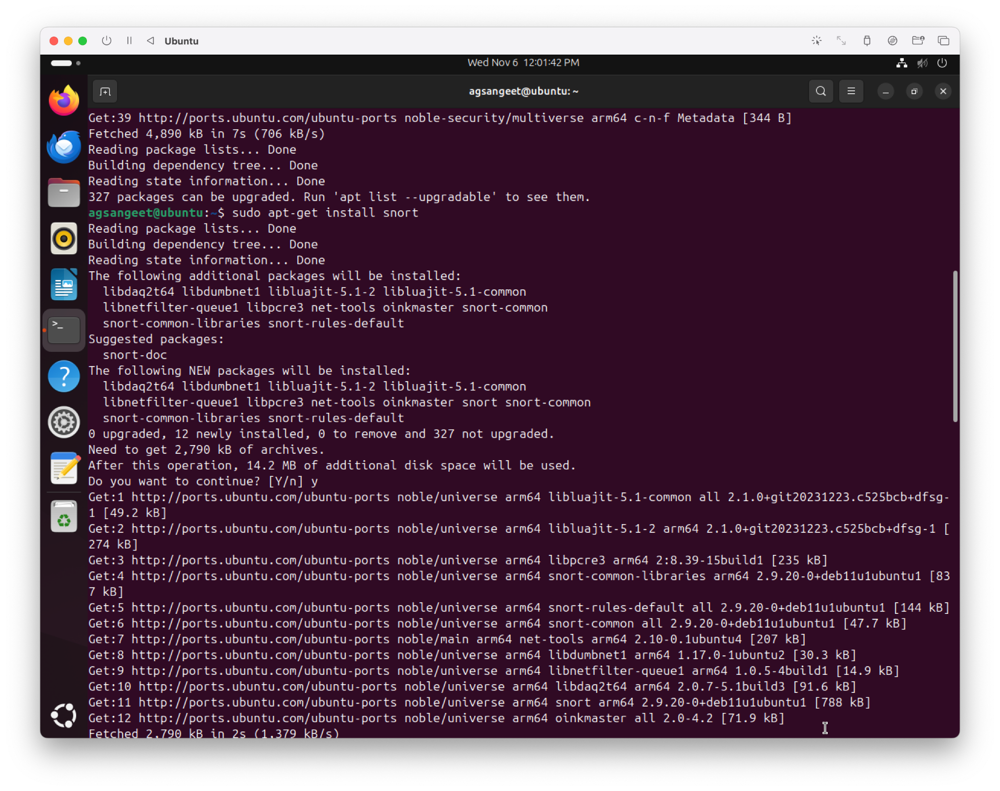 Ubuntu
Wed Nov 6 12:01:42 PM
agsangeet@ubuntu: ~
Get:39 http://ports.ubuntu.com/ubuntu-ports noble-security/multiverse arm64 c-n-f Metadata [344 B]
Fetched 4,890 kB in 7s (706 kB/s)
Reading package lists... Done
Building dependency tree... Done
Reading state information... Done
327 packages can be upgraded. Run 'apt list --upgradable' to see them.
agsangeet@ubuntu:~$ sudo apt-get install snort
Reading package lists... Done
Building dependency tree... Done
Reading state information... Done
The following additional packages will be installed:
  libdaq2t64 libdumbnet1 libluajit-5.1-2 libluajit-5.1-common
  libnetfilter-queue1 libpcre3 net-tools oinkmaster snort-common
  snort-common-libraries snort-rules-default
Suggested packages:
  snort-doc
The following NEW packages will be installed:
  libdaq2t64 libdumbnet1 libluajit-5.1-2 libluajit-5.1-common
  libnetfilter-queue1 libpcre3 net-tools oinkmaster snort snort-common
  snort-common-libraries snort-rules-default
0 upgraded, 12 newly installed, 0 to remove and 327 not upgraded.
Need to get 2,790 kB of archives.
After this operation, 14.2 MB of additional disk space will be used.
Do you want to continue? [Y/n] y
Get:1 http://ports.ubuntu.com/ubuntu-ports noble/universe arm64 libluajit-5.1-common all 2.1.0+git20231223.c525bcb+dfsg-
1 [49.2 kB]
Get:2 http://ports.ubuntu.com/ubuntu-ports noble/universe arm64 libluajit-5.1-2 arm64 2.1.0+git20231223.c525bcb+dfsg-1 [
274 kB]
Get:3 http://ports.ubuntu.com/ubuntu-ports noble/universe arm64 libpcre3 arm64 2:8.39-15build1 [235 kB]
Get:4 http://ports.ubuntu.com/ubuntu-ports noble/universe arm64 snort-common-libraries arm64 2.9.20-0+deb11u1ubuntu1 [83
7 kB]
Get:5 http://ports.ubuntu.com/ubuntu-ports noble/universe arm64 snort-rules-default all 2.9.20-0+deb11u1ubuntu1 [144 kB]
Get:6 http://ports.ubuntu.com/ubuntu-ports noble/universe arm64 snort-common all 2.9.20-0+deb11u1ubuntu1 [47.7 kB]
Get:7 http://ports.ubuntu.com/ubuntu-ports noble/main arm64 net-tools arm64 2.10-0.1ubuntu4 [207 kB]
Get:8 http://ports.ubuntu.com/ubuntu-ports noble/universe arm64 libdumbnet1 arm64 1.17.0-1ubuntu2 [30.3 kB]
Get:9 http://ports.ubuntu.com/ubuntu-ports noble/universe arm64 libnetfilter-queue1 arm64 1.0.5-4build1 [14.9 kB]
Get:10 http://ports.ubuntu.com/ubuntu-ports noble/universe arm64 libdaq2t64 arm64 2.0.7-5.1build3 [91.6 kB]
Get:11 http://ports.ubuntu.com/ubuntu-ports noble/universe arm64 snort arm64 2.9.20-0+deb11u1ubuntu1 [788 kB]
Get:12 http://ports.ubuntu.com/ubuntu-ports noble/universe arm64 oinkmaster all 2.0-4.2 [71.9 kB]
Fetched 2,790 kB in 2s (1,379 kB/s)